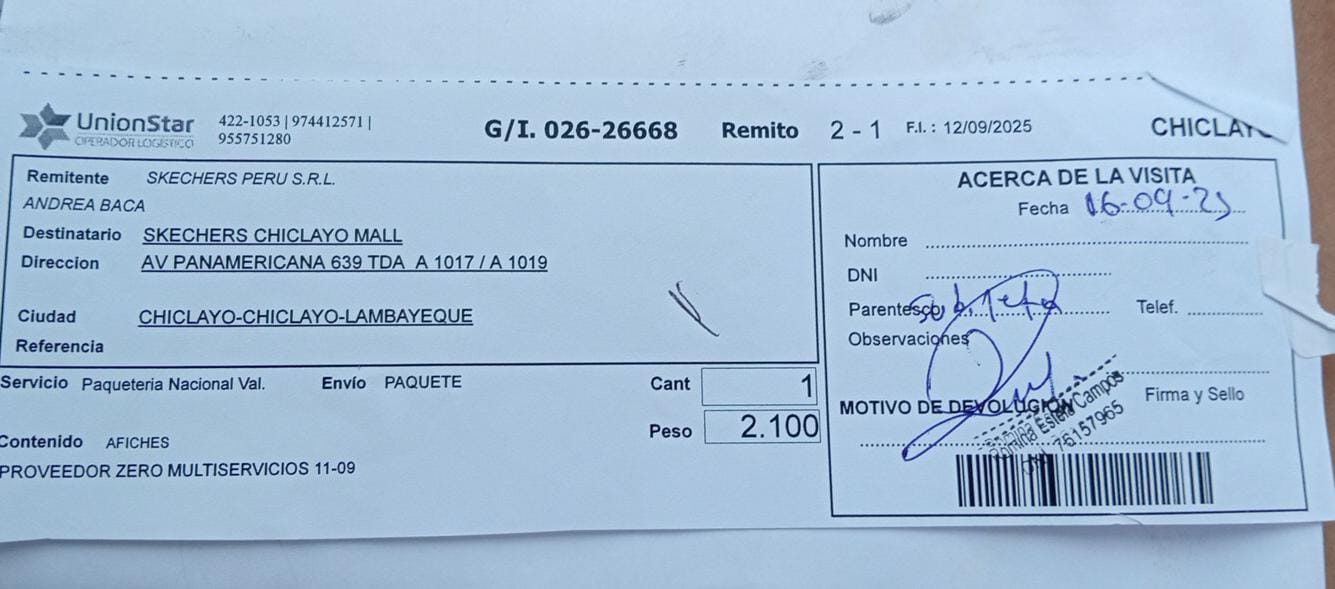 UnionStar
OPERADOR LOGISTICO
422-1053 | 974412571 |
955751280
G/I. 026-26668 Remito 2 - 1 F.I. : 12/09/2025
Remitente SKECHERS PERU S.R.L.
ANDREA BACA
Destinatario SKECHERS CHICLAYO MALL
Direccion AV PANAMERICANA 639 TDA A 1017 / A 1019
Ciudad CHICLAYO-CHICLAYO-LAMBAYEQUE
Referencia
Servicio Paqueteria Nacional Val. Envío PAQUETE Cant 1
Peso 2.100
Contenido AFICHES
PROVEEDOR ZERO MULTISERVICIOS 11-09
ACERCA DE LA VISITA
Fecha 16-09-25
Nombre
DNI
Parentesco Telef.
Observaciones
MOTIVO DE DEVOLUCION Firma y Sello
Romina Estela Campos
76157965